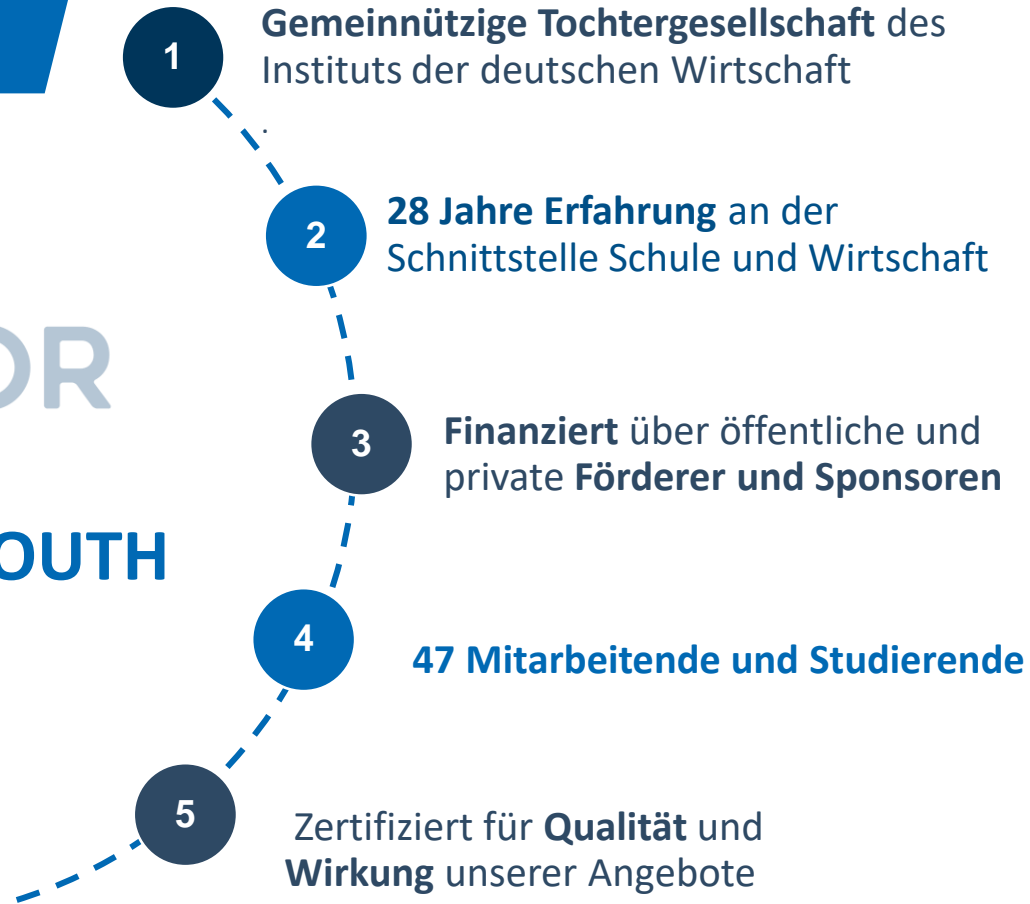 1
Gemeinnützige Tochtergesellschaft des
Instituts der deutschen Wirtschaft
.
2
28 Jahre Erfahrung an der
Schnittstelle Schule und Wirtschaft
OR
3
Finanziert über öffentliche und
private Förderer und Sponsoren
OUTH
4
47 Mitarbeitende und Studierende
5
Zertifiziert für Qualität und
Wirkung unserer Angebote